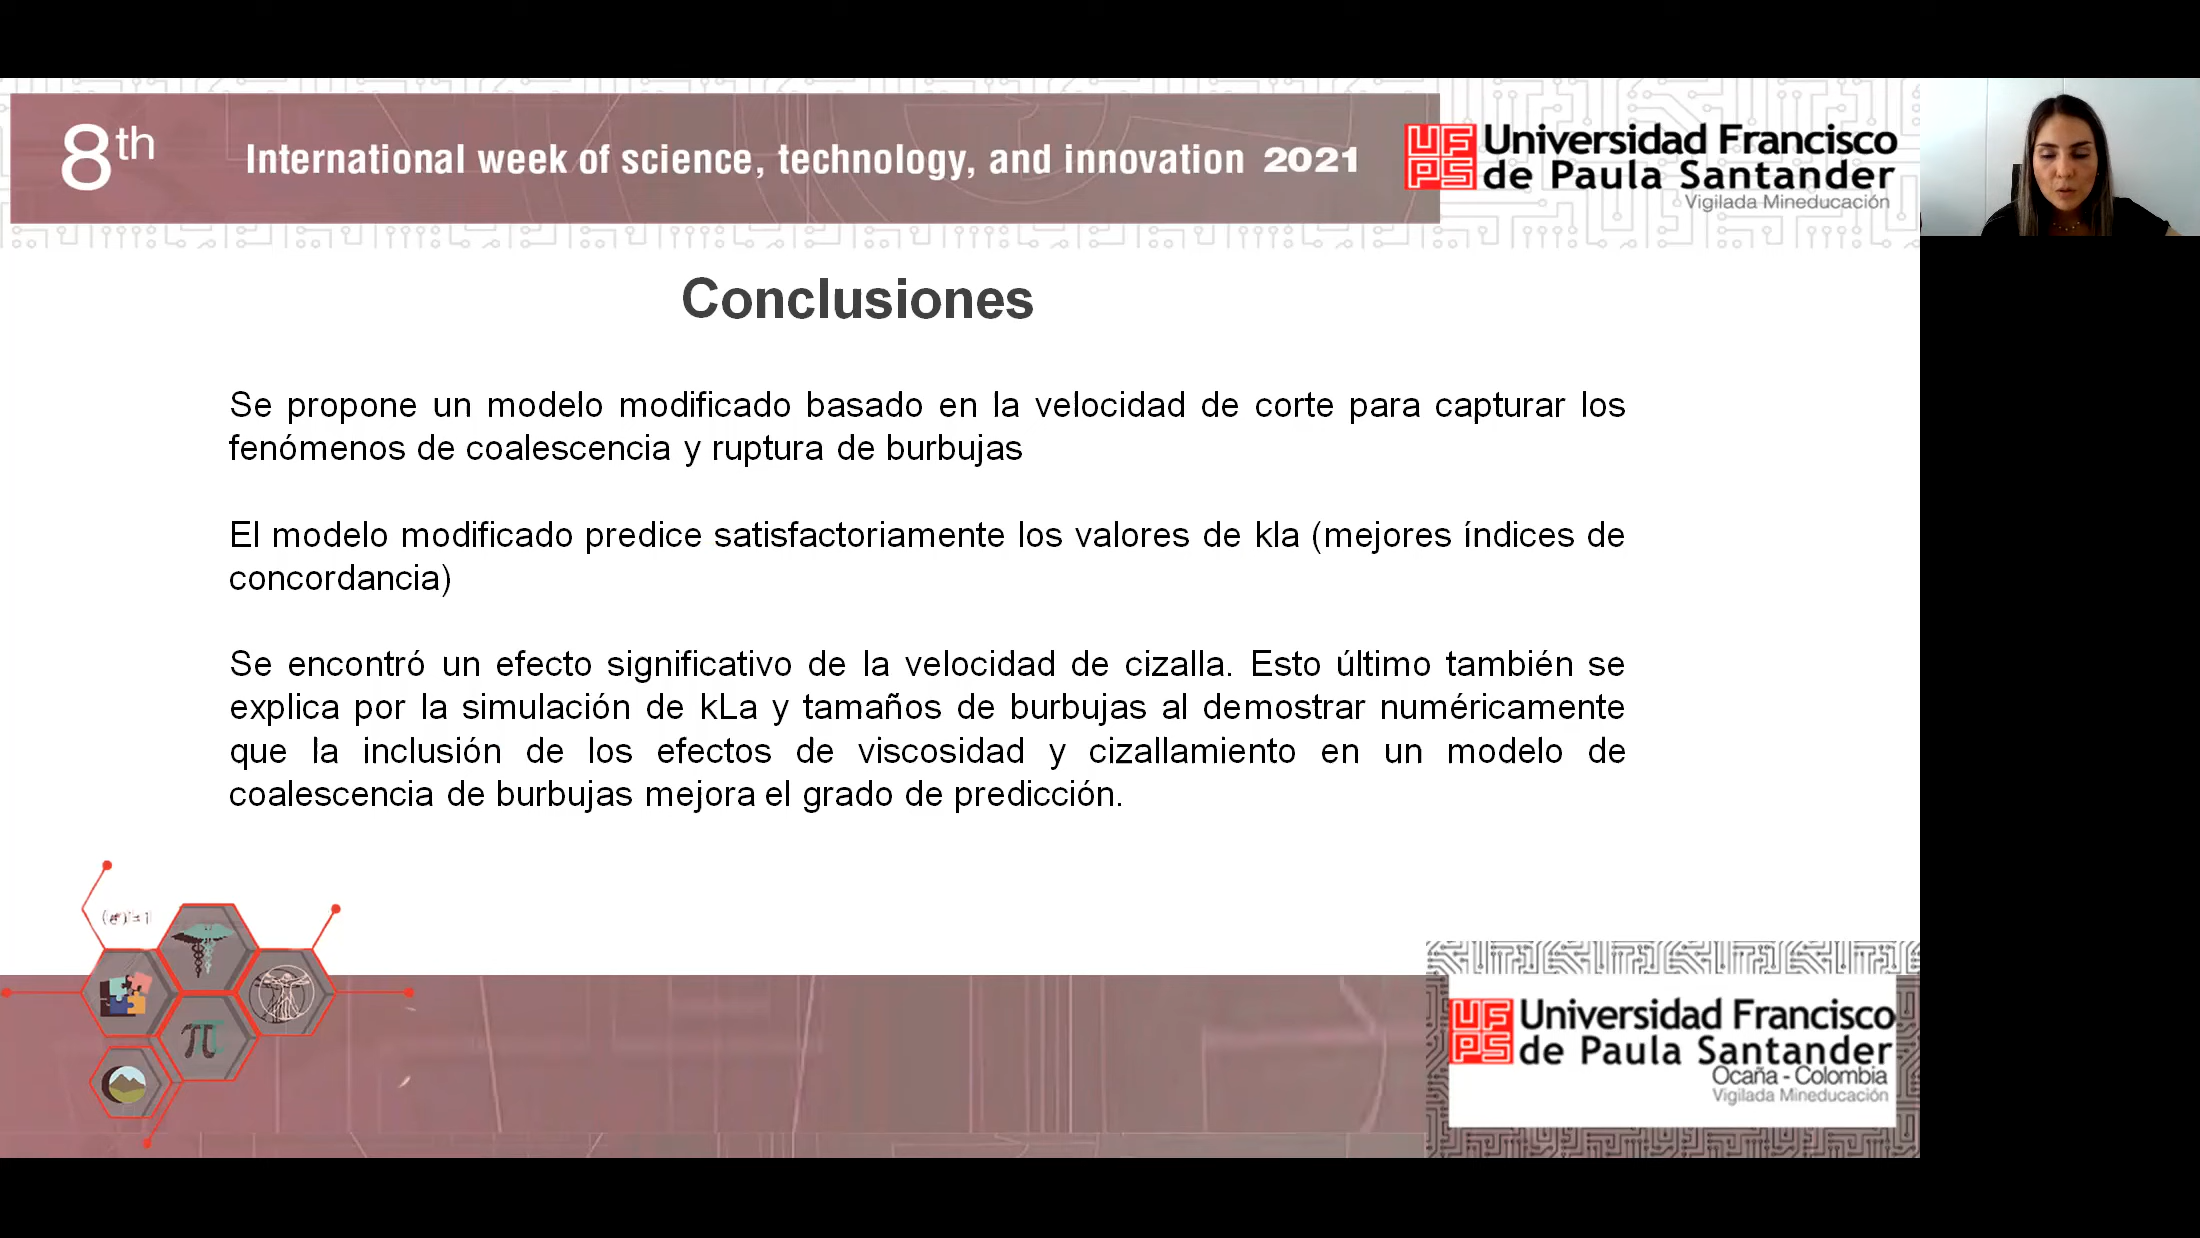 8th
International week of science, technology, and innovation 2021
UFPS
Universidad Francisco
de Paula Santander
Vigilada Mineducación
Conclusiones
Se propone un modelo modificado basado en la velocidad de corte para capturar los
fenómenos de coalescencia y ruptura de burbujas
El modelo modificado predice satisfactoriamente los valores de kla (mejores índices de
concordancia)
Se encontró un efecto significativo de la velocidad de cizalla. Esto último también se
explica por la simulación de kLa y tamaños de burbujas al demostrar numéricamente
que la inclusión de los efectos de viscosidad y cizallamiento en un modelo de
coalescencia de burbujas mejora el grado de predicción.
π
UFPS
Universidad Francisco
de Paula Santander
Ocaña - Colombia
Vigilada Mineducación